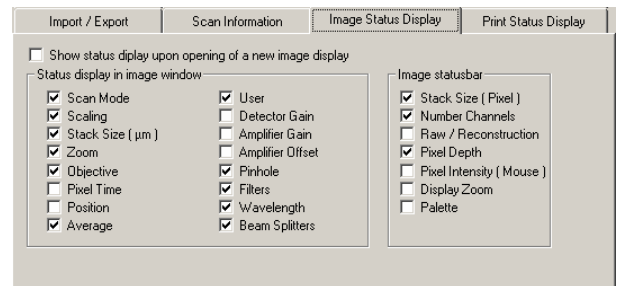 Import / Export
Scan Information
Image Status Display
Print Status Display
Show status diplay upon opening of a new image display
Status display in image window
Scan Mode
Scaling
Stack Size ( µm )
Zoom
Objective
Pixel Time
Position
Average
User
Detector Gain
Amplifier Gain
Amplifier Offset
Pinhole
Filters
Wavelength
Beam Splitters
Image statusbar
Stack Size ( Pixel )
Number Channels
Raw / Reconstruction
Pixel Depth
Pixel Intensity ( Mouse )
Display Zoom
Palette